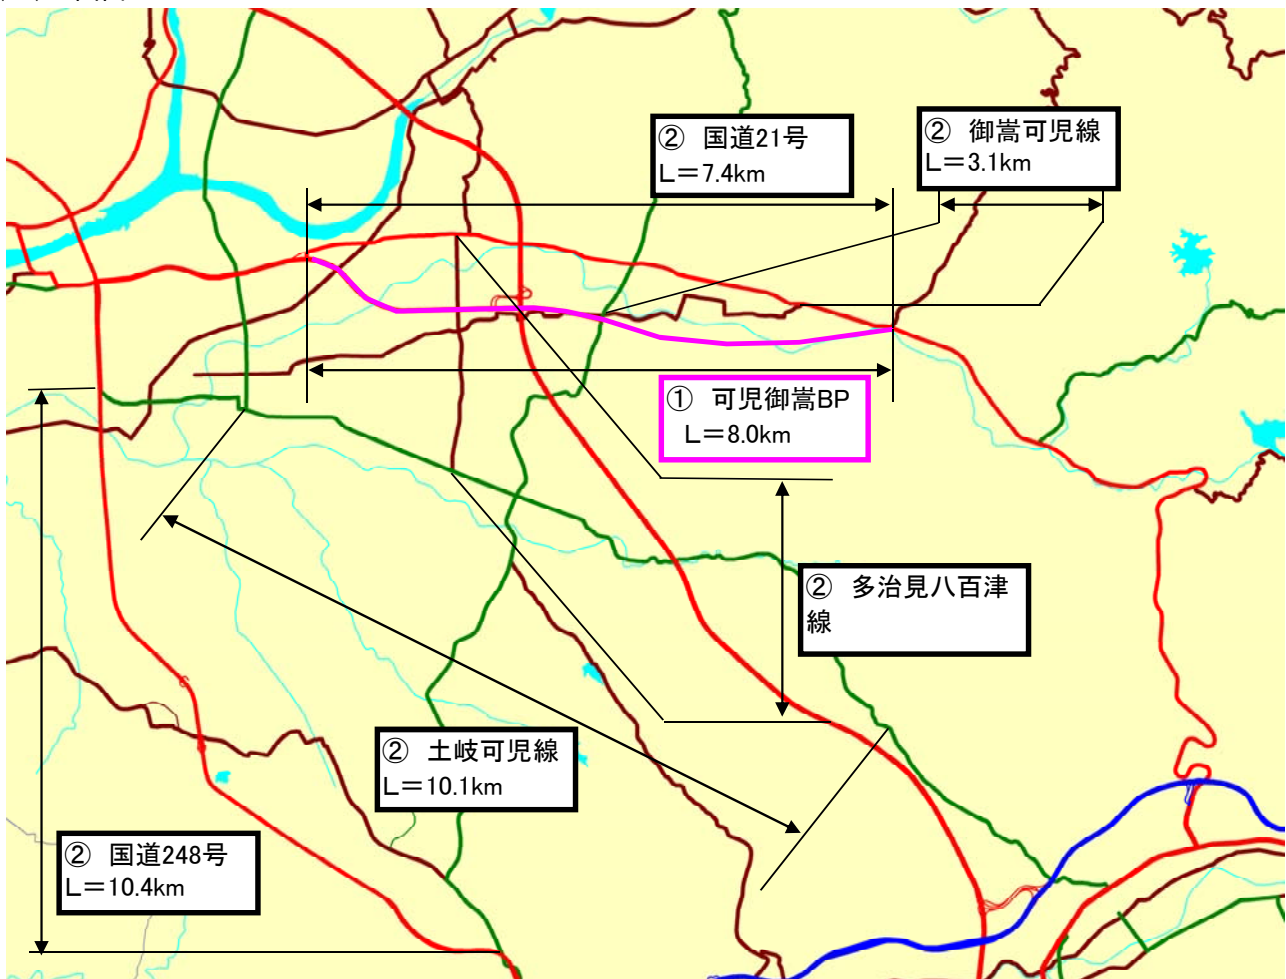 ② 国道21号
L＝7.4km
② 御嵩可児線
L＝3.1km
① 可児御嵩BP
L＝8.0km
② 多治見八百津
線
② 土岐可児線
L＝10.1km
② 国道248号
L＝10.4km